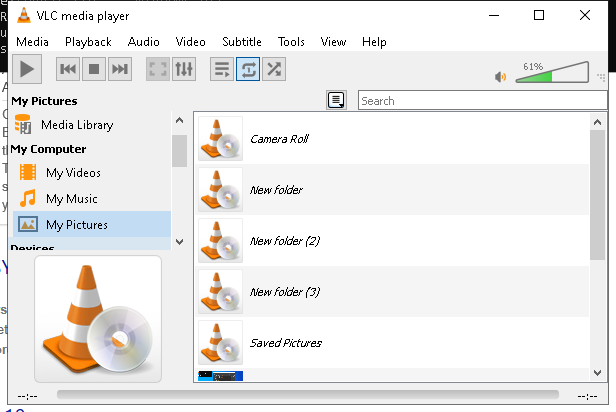 VLC media player
Media Playback Audio Video Subtitle Tools View Help
61%
My Pictures
Search
Media Library
My Computer
My Videos
My Music
My Pictures
Devices
Camera Roll
New folder
New folder (2)
New folder (3)
Saved Pictures
--:-- --:--